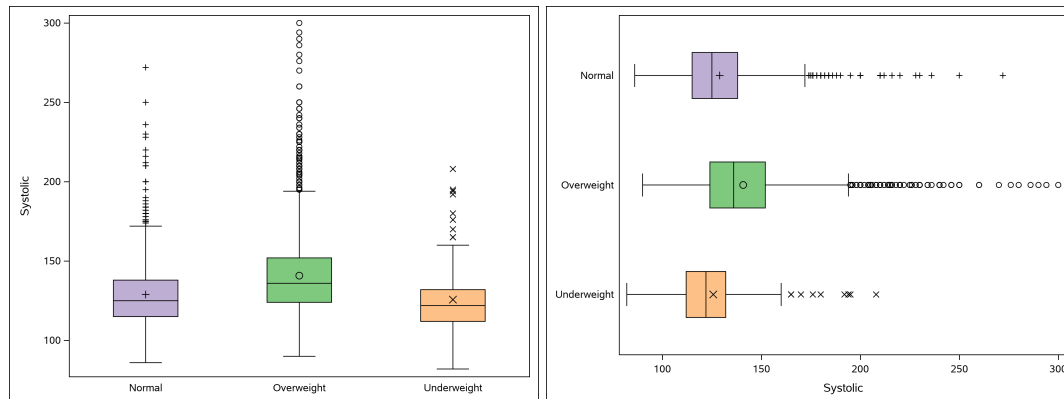 300
250
200
150
100
Systolic
Normal Overweight Underweight
Normal
Overweight
Underweight
100 150 200 250 300
Systolic